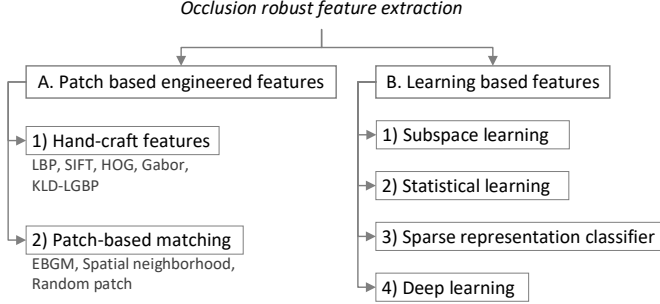 Occlusion robust feature extraction
A. Patch based engineered features
1) Hand-craft features
LBP, SIFT, HOG, Gabor,
KLD-LGBP
2) Patch-based matching
EBGM, Spatial neighborhood,
Random patch
B. Learning based features
1) Subspace learning
2) Statistical learning
3) Sparse representation classifier
4) Deep learning